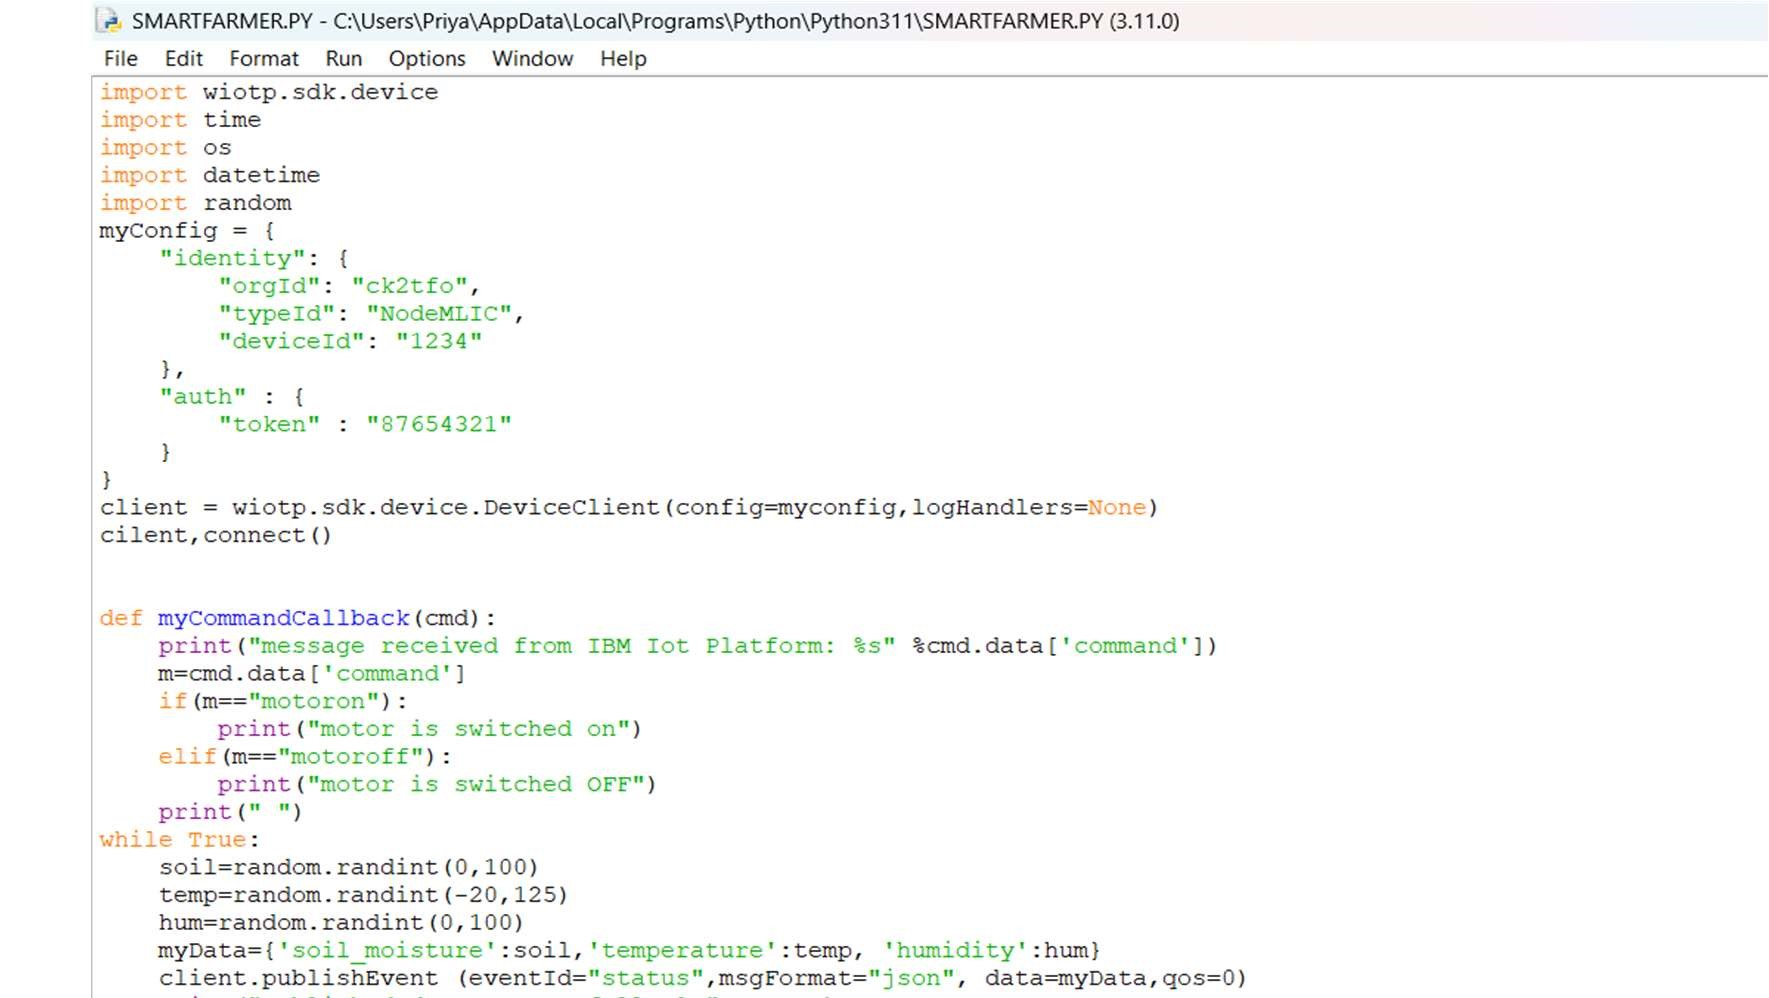 SMARTFARMER.PY - C:\Users\Priya\AppData\Local\Programs\Python\Python311\SMARTFARMER.PY (3.11.0)
File Edit Format Run Options Window Help
import wiotp.sdk.device
import time
import os
import datetime
import random
myConfig = {
    "identity": {
        "orgId": "ck2tfo",
        "typeId": "NodeMLIC",
        "deviceId": "1234"
    },
    "auth" : {
        "token" : "87654321"
    }
}
client = wiotp.sdk.device.DeviceClient(config=myconfig,logHandlers=None)
cilent,connect()
def myCommandCallback(cmd):
    print("message received from IBM Iot Platform: %s" %cmd.data['command'])
    m=cmd.data['command']
    if(m=="motoron"):
        print("motor is switched on")
    elif(m=="motoroff"):
        print("motor is switched OFF")
    print(" ")
while True:
    soil=random.randint(0,100)
    temp=random.randint(-20,125)
    hum=random.randint(0,100)
    myData={'soil_moisture':soil,'temperature':temp, 'humidity':hum}
    client.publishEvent (eventId="status",msgFormat="json", data=myData,qos=0)